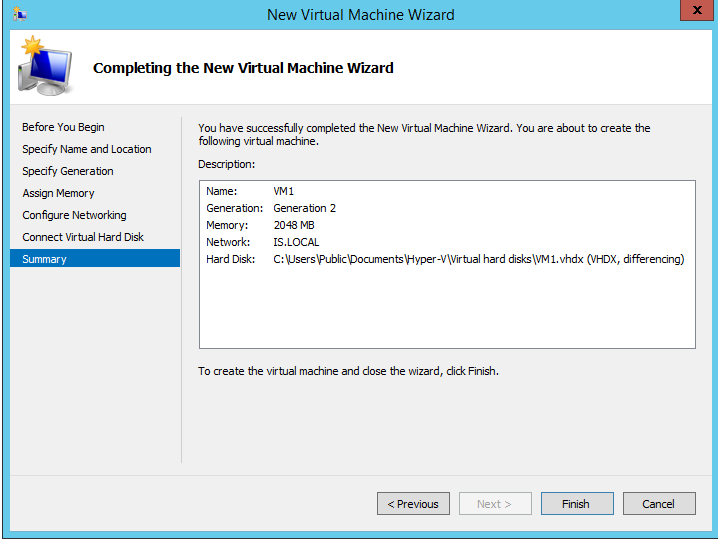 New Virtual Machine Wizard
x
Completing the New Virtual Machine Wizard
Before You Begin
Specify Name and Location
Specify Generation
Assign Memory
Configure Networking
Connect Virtual Hard Disk
Summary
You have successfully completed the New Virtual Machine Wizard. You are about to create the
following virtual machine.
Description:
Name: VM1
Generation: Generation 2
Memory: 2048 MB
Network: IS.LOCAL
Hard Disk: C:\Users\Public\Documents\Hyper-V\Virtual hard disks\VM1.vhdx (VHDX, differencing)
To create the virtual machine and close the wizard, click Finish.
< Previous
Next >
Finish
Cancel